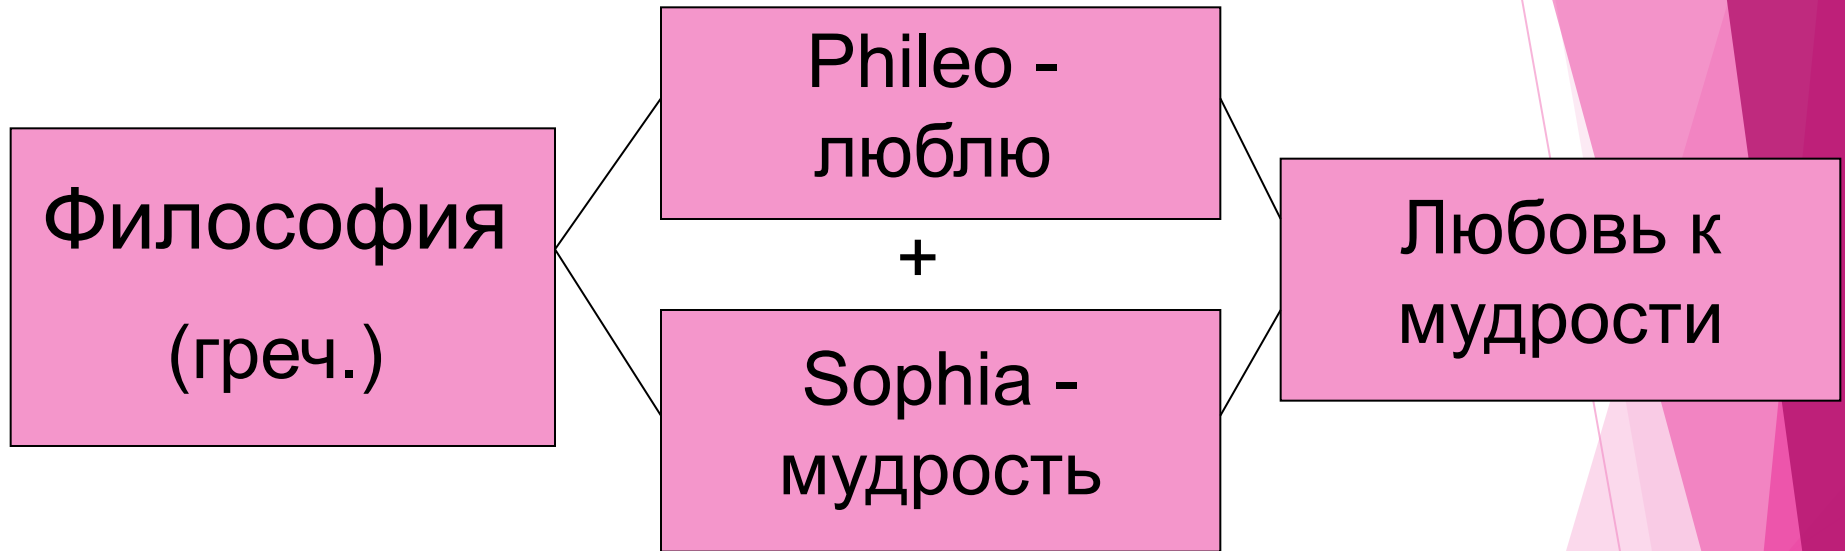 Философия
(греч.)
Phileo -
люблю
+
Sophia -
мудрость
Любовь к
мудрости